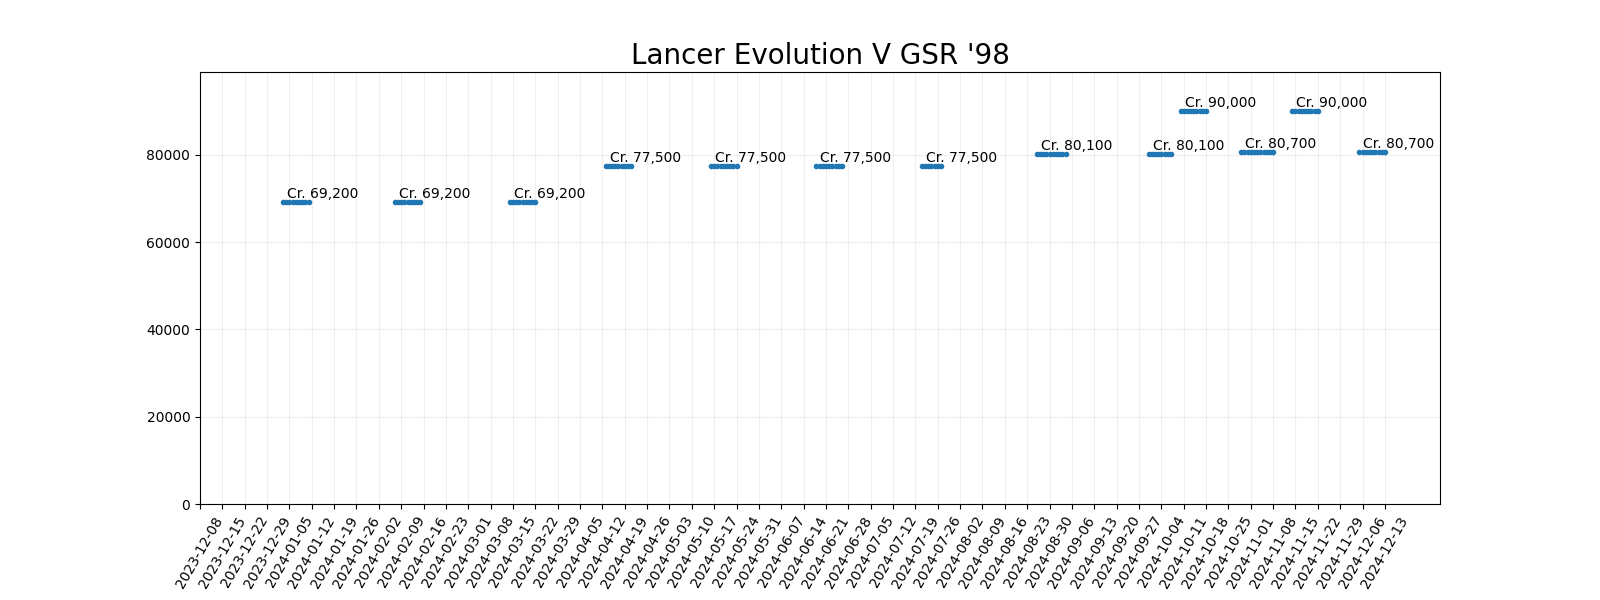 Lancer Evolution V GSR '98
Cr. 90,000 Cr. 90,000
80000 Cr. 77,500 Cr. 77,500 Cr. 77,500 Cr. 77,500 Cr. 80,100 Cr. 80,100 Cr. 80,700 Cr. 80,700
Cr. 69,200 Cr. 69,200 Cr. 69,200
60000
40000
20000
0
2023-12-08 2023-12-15 2023-12-22 2023-12-29 2024-01-05 2024-01-12 2024-01-19 2024-01-26 2024-02-02 2024-02-09 2024-02-16 2024-02-23 2024-03-01 2024-03-08 2024-03-15 2024-03-22 2024-03-29 2024-04-05 2024-04-12 2024-04-19 2024-04-26 2024-05-03 2024-05-10 2024-05-17 2024-05-24 2024-05-31 2024-06-07 2024-06-14 2024-06-21 2024-06-28 2024-07-05 2024-07-12 2024-07-19 2024-07-26 2024-08-02 2024-08-09 2024-08-16 2024-08-23 2024-08-30 2024-09-06 2024-09-13 2024-09-20 2024-09-27 2024-10-04 2024-10-11 2024-10-18 2024-10-25 2024-11-01 2024-11-08 2024-11-15 2024-11-22 2024-11-29 2024-12-06 2024-12-13